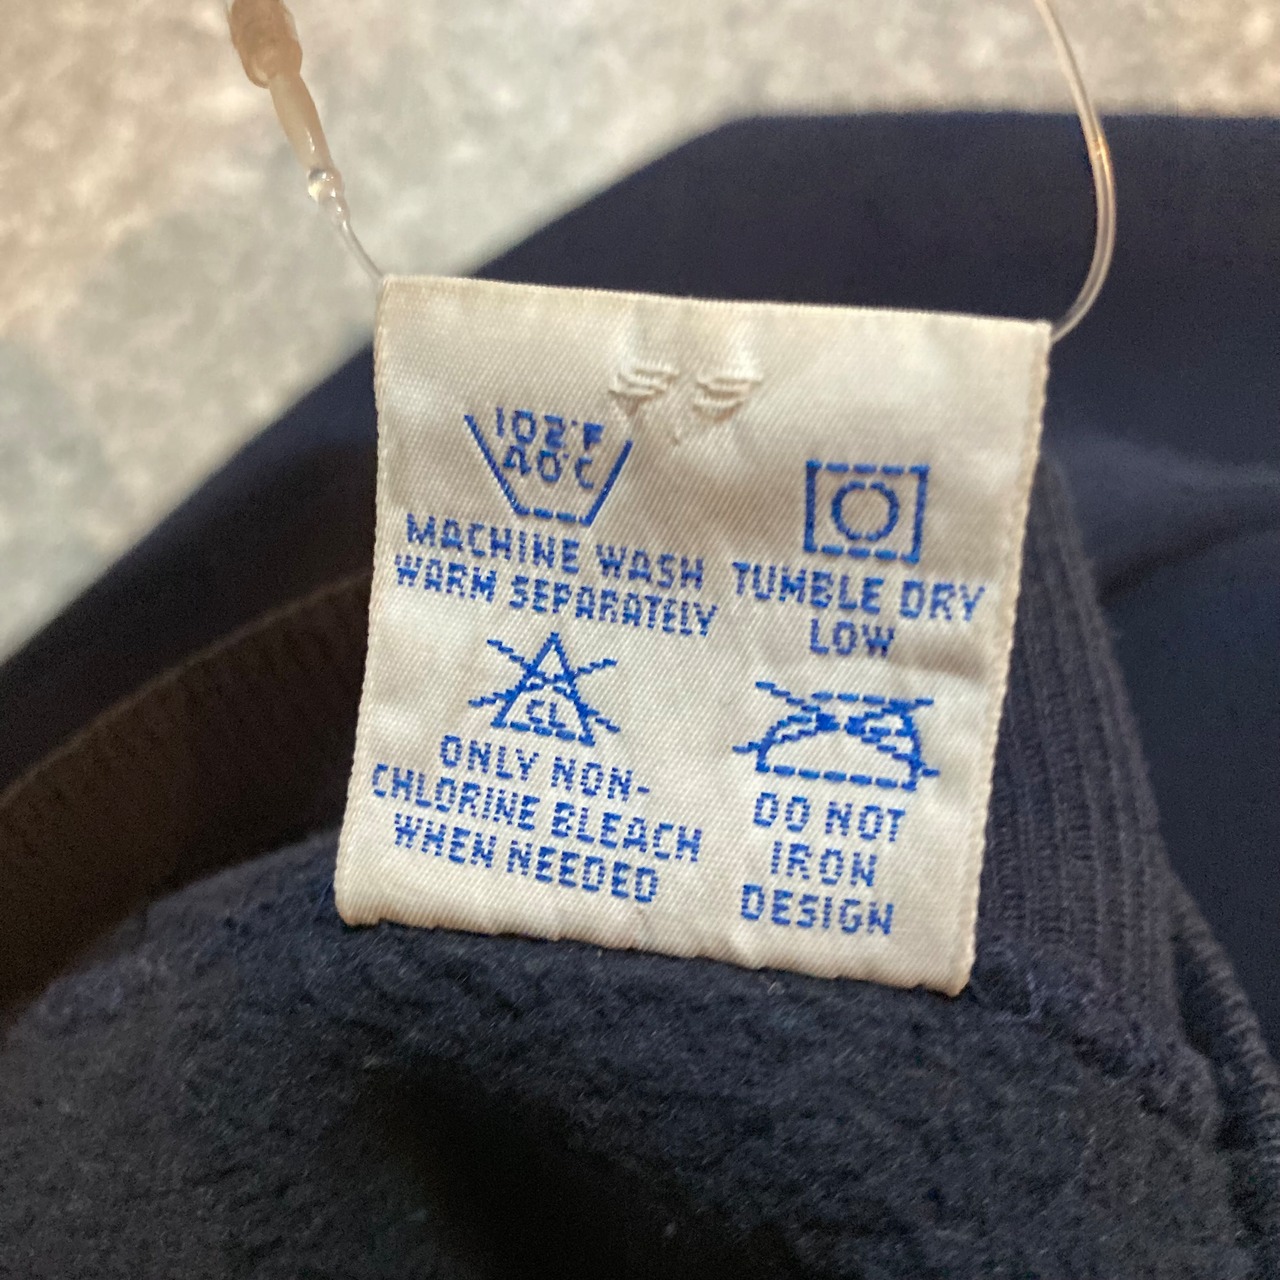 102°F
40°C
MACHINE WASH
WARM SEPARATELY
TUMBLE DRY
LOW
CL
ONLY NON-
CHLORINE BLEACH
WHEN NEEDED
DO NOT
IRON
DESIGN